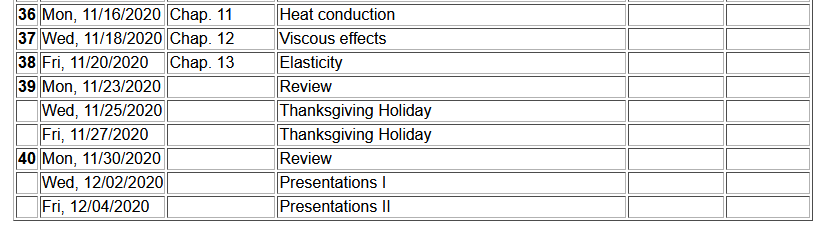 36 Mon, 11/16/2020 Chap. 11 Heat conduction
37 Wed, 11/18/2020 Chap. 12 Viscous effects
38 Fri, 11/20/2020 Chap. 13 Elasticity
39 Mon, 11/23/2020 Review
Wed, 11/25/2020 Thanksgiving Holiday
Fri, 11/27/2020 Thanksgiving Holiday
40 Mon, 11/30/2020 Review
Wed, 12/02/2020 Presentations I
Fri, 12/04/2020 Presentations II